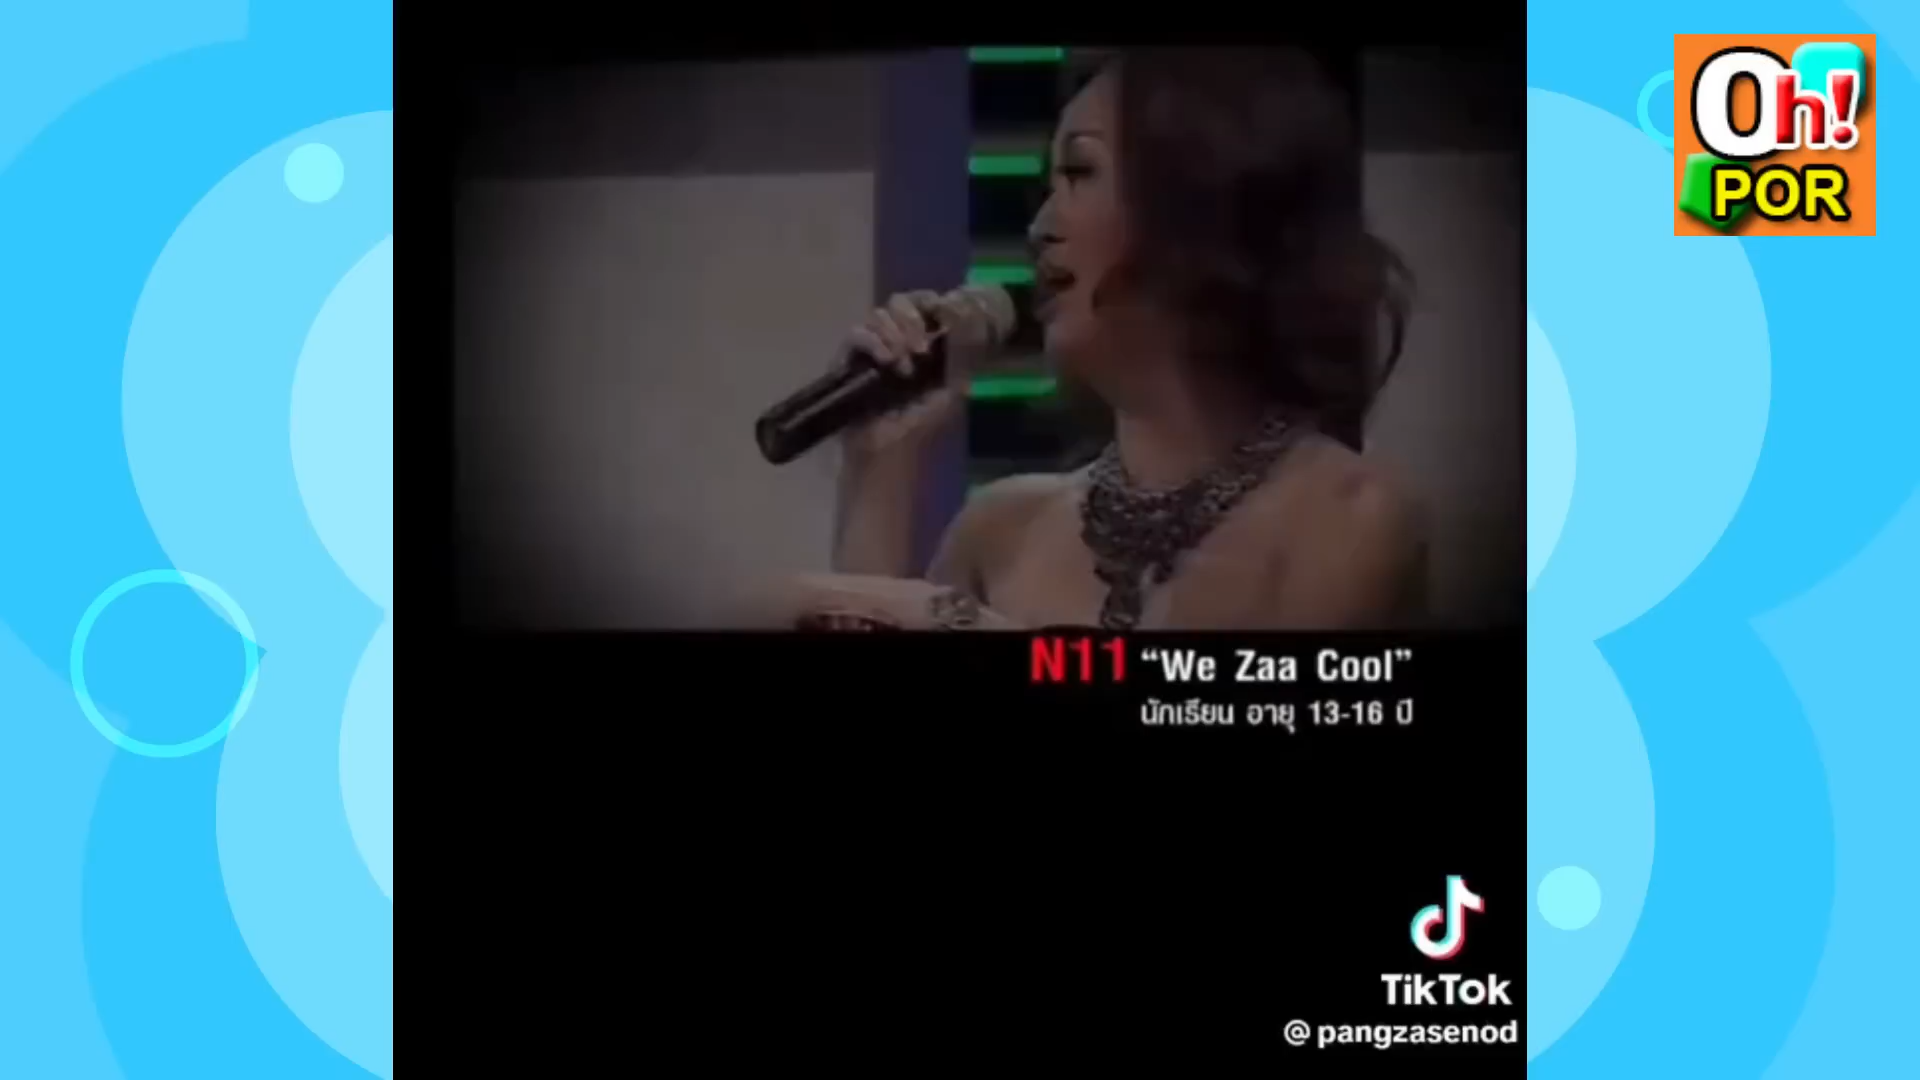 Oh!
POR
N11 “We Zaa Cool”
นักเรียน อายุ 13-16 ปี
TikTok
@pangzasenod